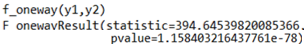 f_oneway(y1,y2)
F_onewayResult(statistic=394.64539820085366,
pvalue=1.158403216437761e-78)